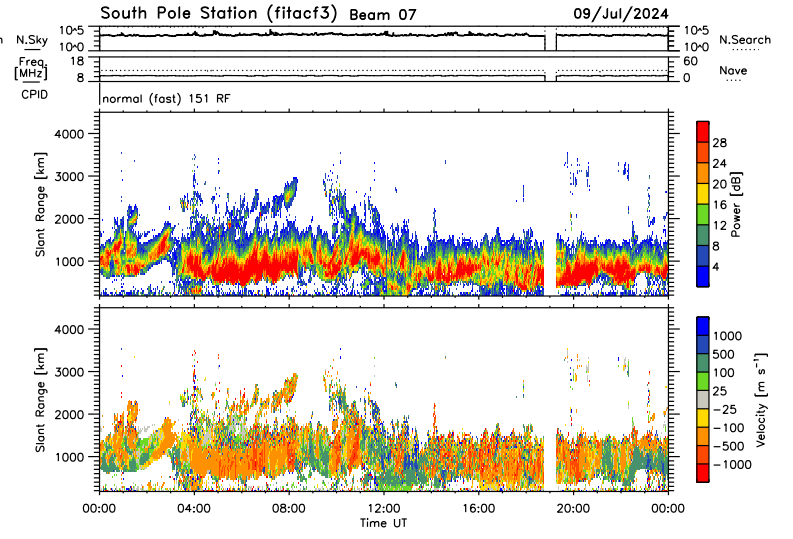 South Pole Station (fitacf3) Beam 07 09/Jul/2024
N.Sky 10^5 10^5 N.Search
10^0 10^0
Freq. 18 60 Nave
[MHz] 8 0
CPID normal (fast) 151 RF
Slant Range [km]
4000
3000
2000
1000
28
24
20
16
12
8
4
Power [dB]
Slant Range [km]
4000
3000
2000
1000
1000
500
100
25
-25
-100
-500
-1000
Velocity [m s⁻¹]
00:00 04:00 08:00 12:00 16:00 20:00 00:00
Time UT